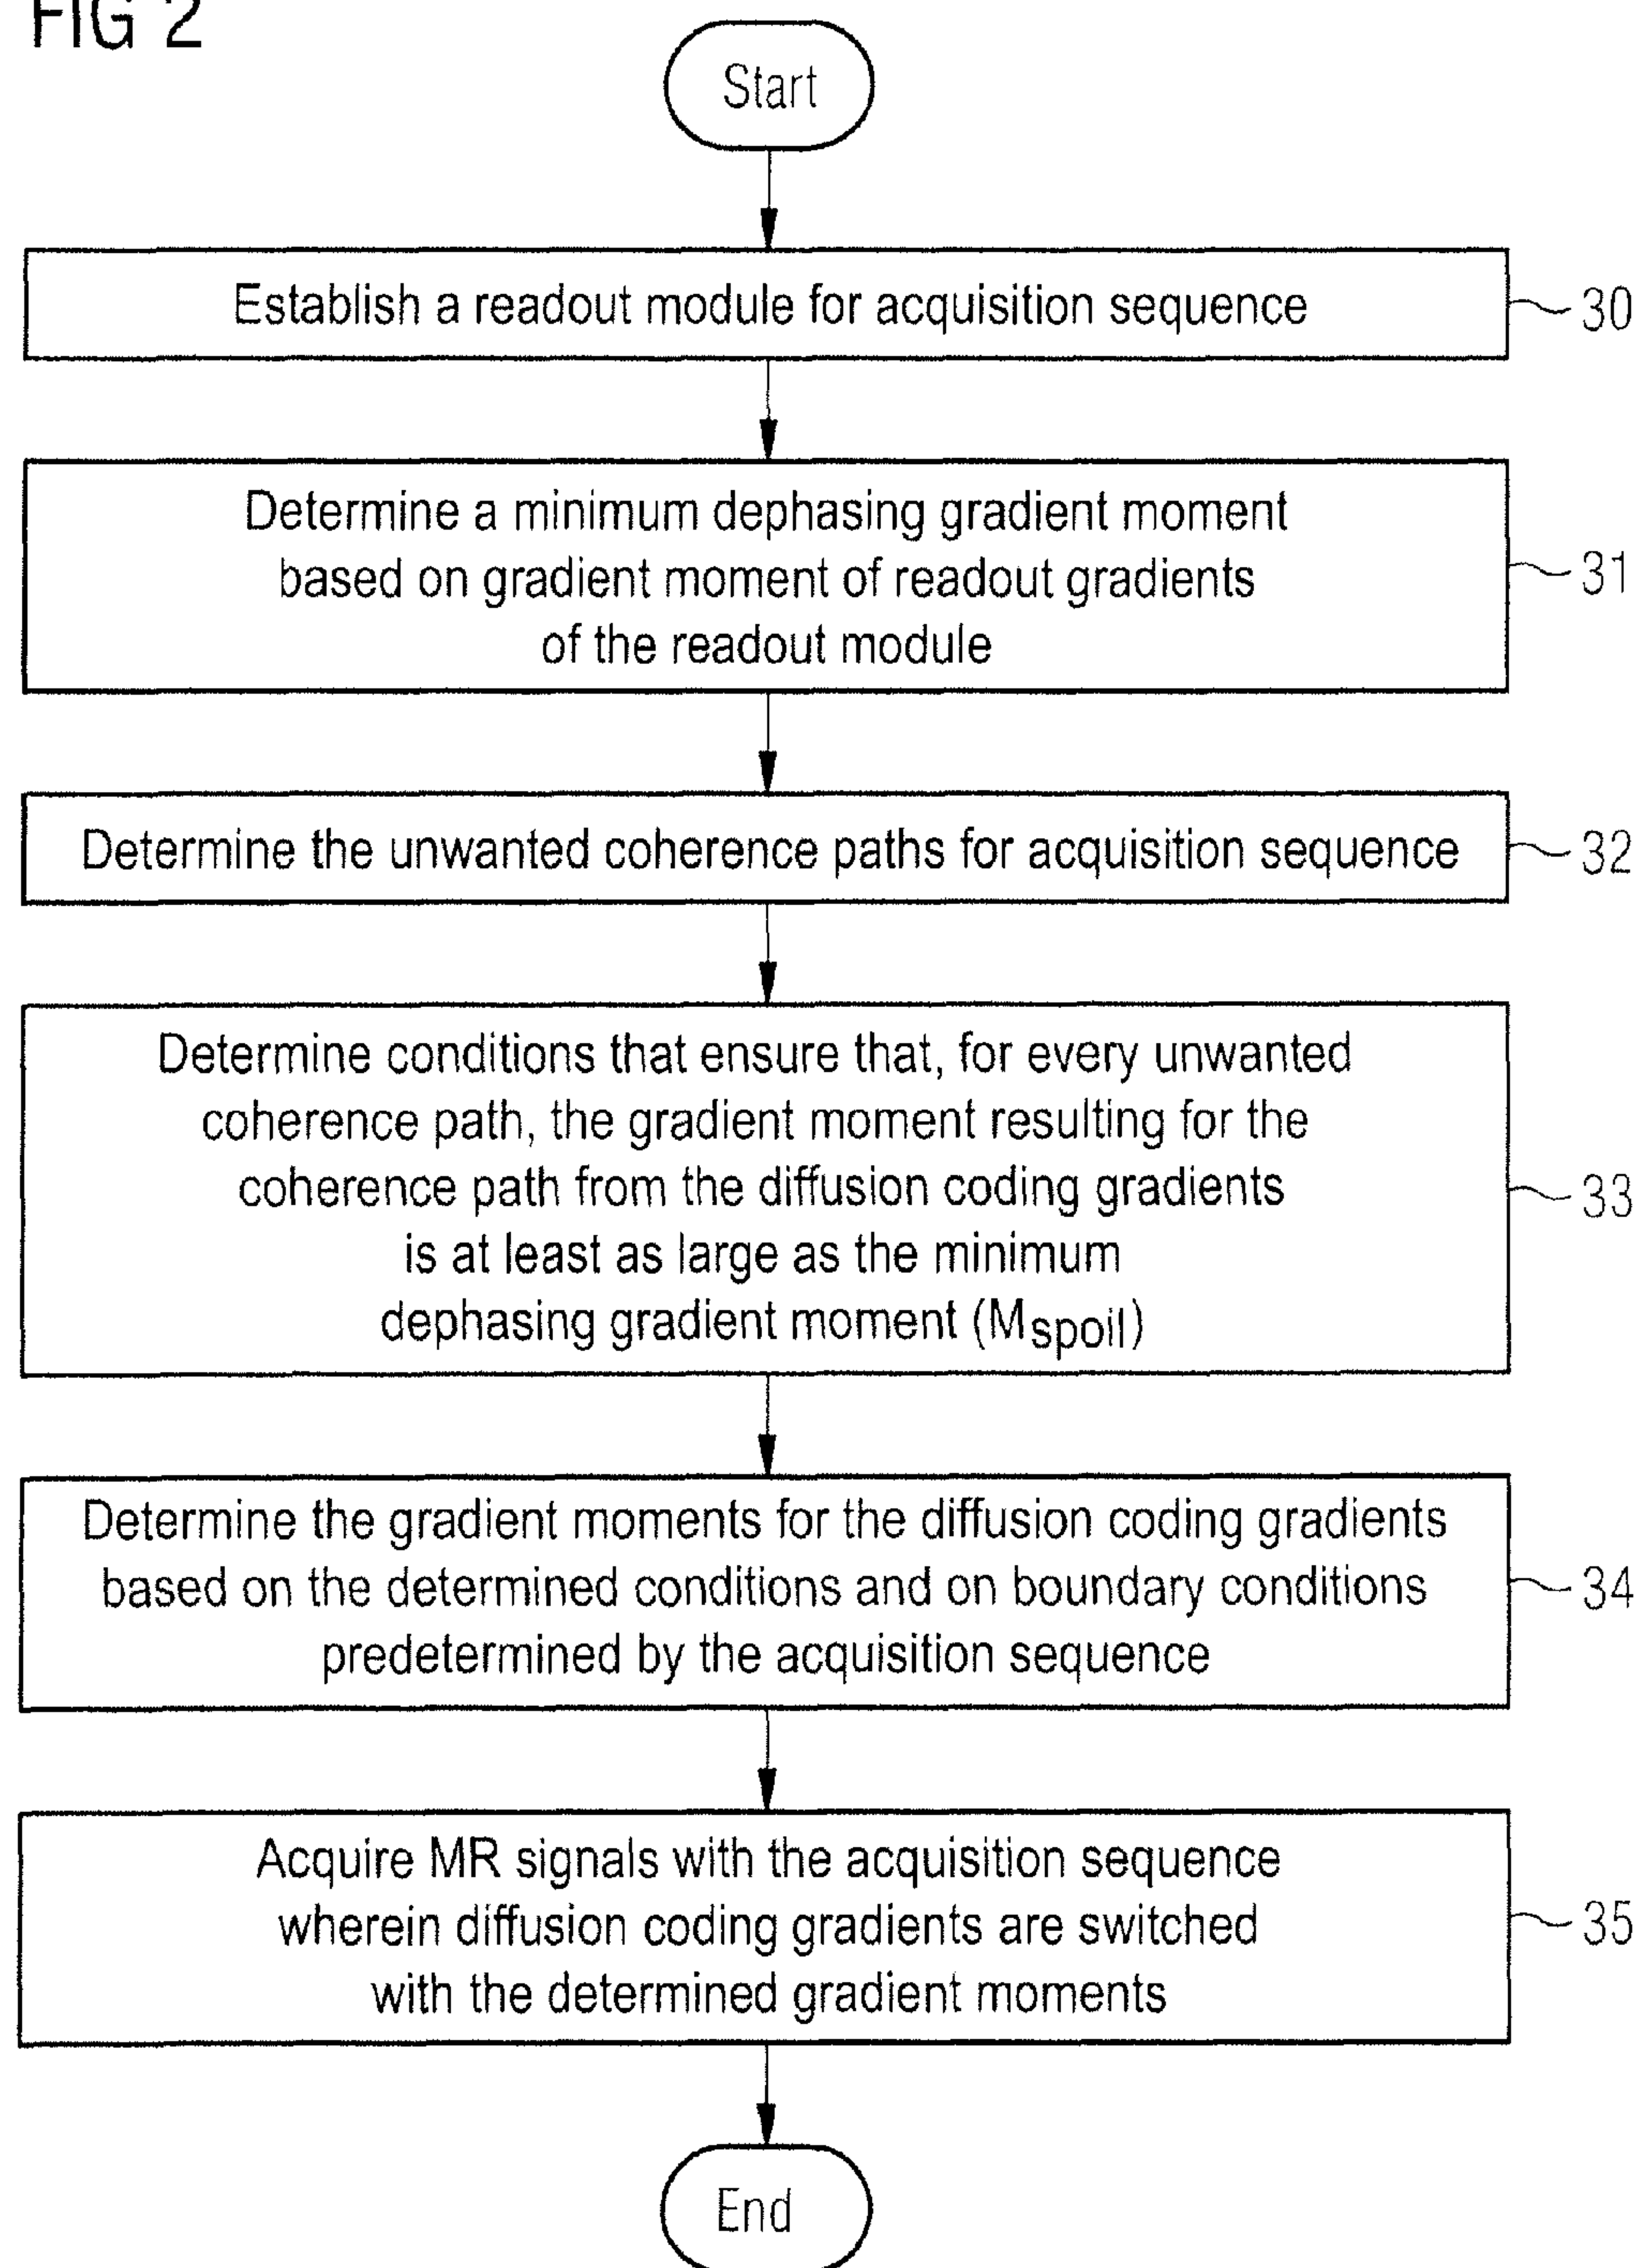 FIG 2
Start
Establish a readout module for acquisition sequence
30
Determine a minimum dephasing gradient moment
based on gradient moment of readout gradients
of the readout module
31
Determine the unwanted coherence paths for acquisition sequence
32
Determine conditions that ensure that, for every unwanted
coherence path, the gradient moment resulting for the
coherence path from the diffusion coding gradients
is at least as large as the minimum
dephasing gradient moment (Mspoil)
33
Determine the gradient moments for the diffusion coding gradients
based on the determined conditions and on boundary conditions
predetermined by the acquisition sequence
34
Acquire MR signals with the acquisition sequence
wherein diffusion coding gradients are switched
with the determined gradient moments
35
End